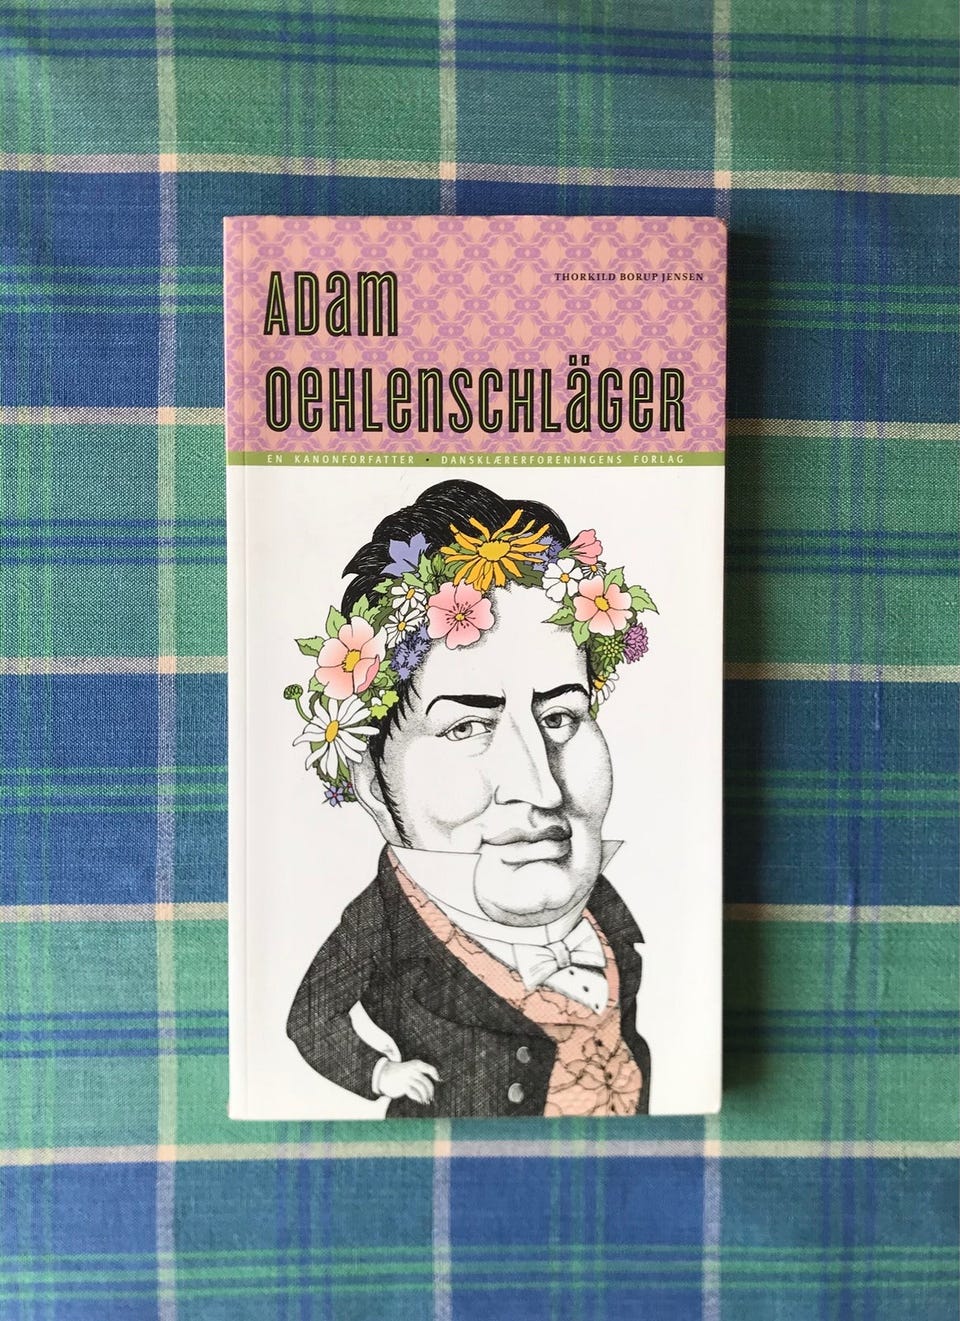 THORKILD BORUP JENSEN
ADAM
OEHLENSCHLÄGER
EN KANONFORFATTER • DANSKLÆRERFORENINGENS FORLAG